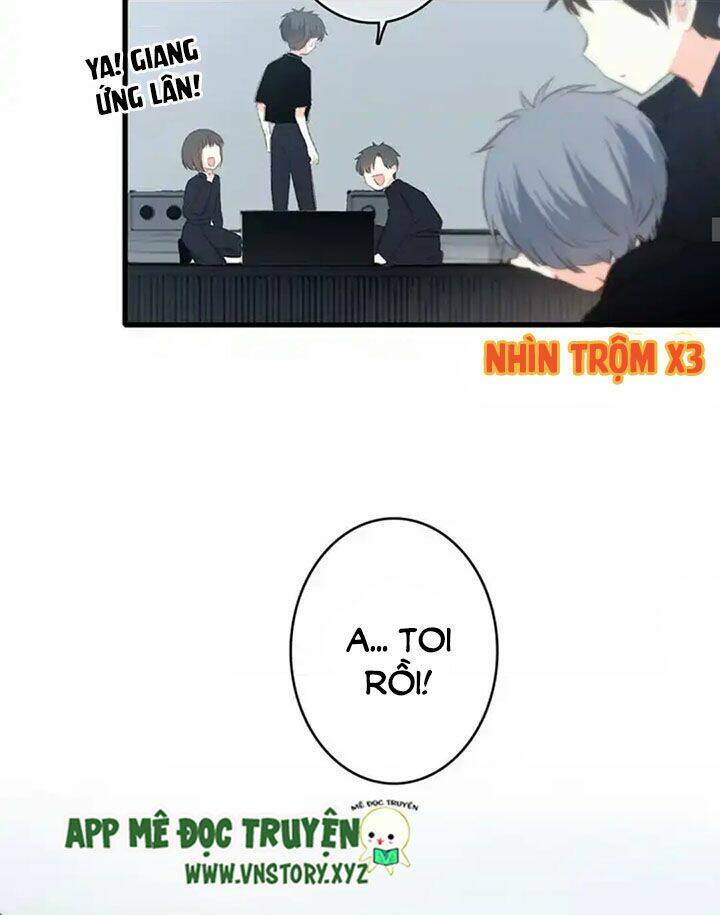 YA! GIANG
ỨNG LÂN!
NHÌN TRỘM X3
A... TOI
RỒI!
MÊ ĐỌC TRUYỆN
APP MÊ ĐỌC TRUYỆN
WWW.VNSTORY.XYZ